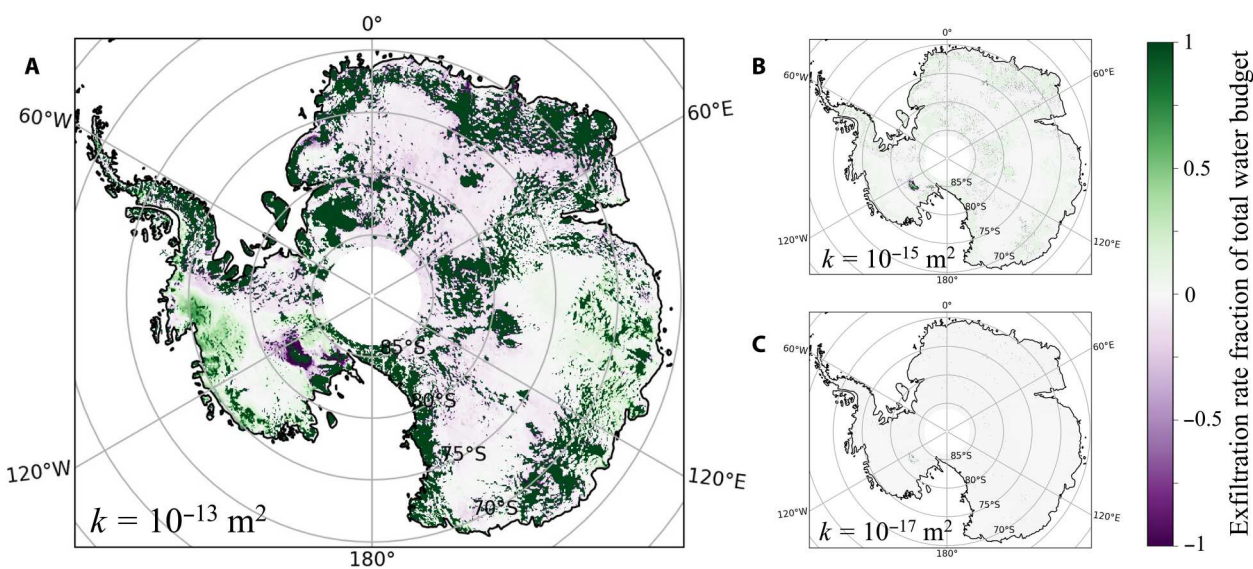 A
0°
60°W
60°E
85°S
80°S
75°S
70°S
120°W
120°E
k = 10⁻¹³ m²
180°
B
0°
60°W
60°E
85°S
80°S
75°S
70°S
120°W
120°E
k = 10⁻¹⁵ m²
180°
C
0°
60°W
60°E
85°S
80°S
75°S
70°S
120°W
120°E
k = 10⁻¹⁷ m²
180°
1
0.5
0
−0.5
−1
Exfiltration rate fraction of total water budget